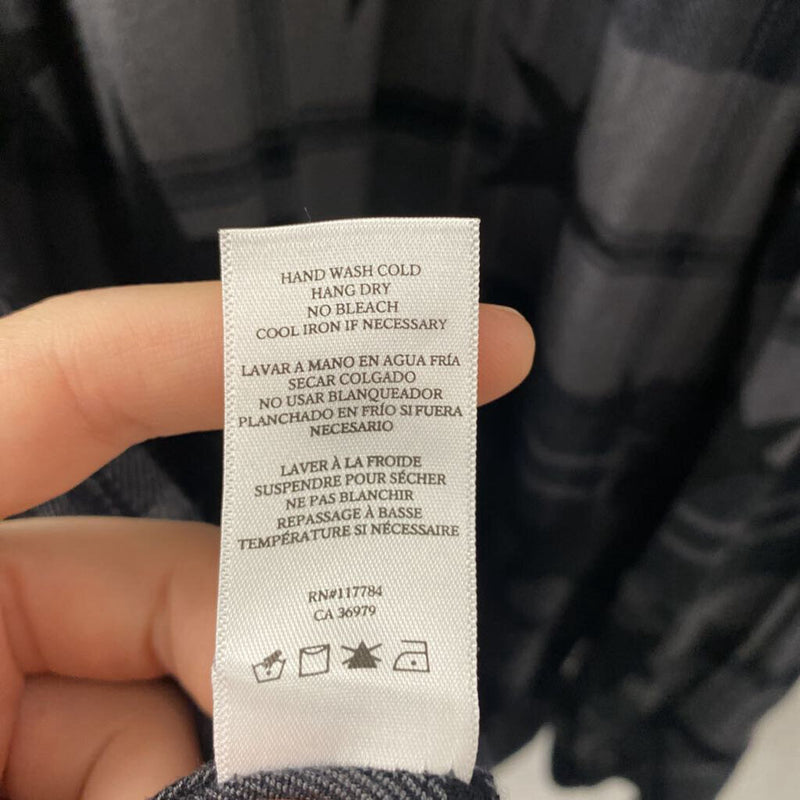 HAND WASH COLD
HANG DRY
NO BLEACH
COOL IRON IF NECESSARY
LAVAR A MANO EN AGUA FRÍA
SECAR COLGADO
NO USAR BLANQUEADOR
PLANCHADO EN FRÍO SI FUERA
NECESARIO
LAVER À LA FROIDE
SUSPENDRE POUR SÉCHER
NE PAS BLANCHIR
REPASSAGE À BASSE
TEMPÉRATURE SI NÉCESSAIRE
RN#117784
CA 36979